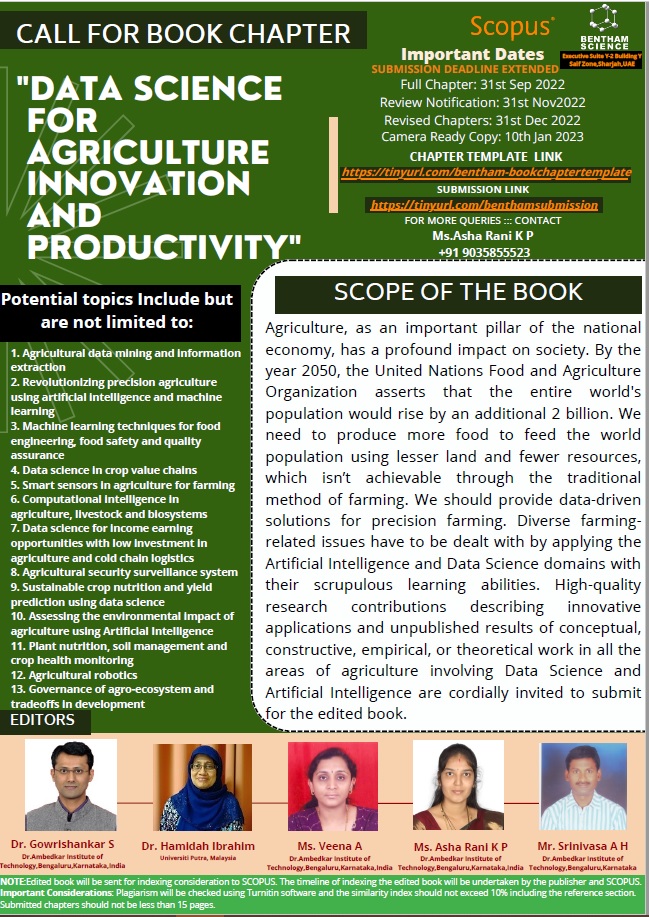 CALL FOR BOOK CHAPTER
"DATA SCIENCE
FOR
AGRICULTURE
INNOVATION
AND
PRODUCTIVITY"
Scopus®
BENTHAM
SCIENCE
Executive Suite Y-2 Building Y
Saif Zone,Sharjah,UAE
Important Dates
SUBMISSION DEADLINE EXTENDED
Full Chapter: 31st Sep 2022
Review Notification: 31st Nov2022
Revised Chapters: 31st Dec 2022
Camera Ready Copy: 10th Jan 2023
CHAPTER TEMPLATE LINK
https://tinyurl.com/bentham-bookchaptertemplate
SUBMISSION LINK
https://tinyurl.com/benthamsubmission
FOR MORE QUERIES ::: CONTACT
Ms.Asha Rani K P
+91 9035855523
Potential topics Include but
are not limited to:
1. Agricultural data mining and information
extraction
2. Revolutionizing precision agriculture
using artificial intelligence and machine
learning
3. Machine learning techniques for food
engineering, food safety and quality
assurance
4. Data science in crop value chains
5. Smart sensors in agriculture for farming
6. Computational intelligence in
agriculture, livestock and biosystems
7. Data science for income earning
opportunities with low investment in
agriculture and cold chain logistics
8. Agricultural security surveillance system
9. Sustainable crop nutrition and yield
prediction using data science
10. Assessing the environmental impact of
agriculture using Artificial Intelligence
11. Plant nutrition, soil management and
crop health monitoring
12. Agricultural robotics
13. Governance of agro-ecosystem and
tradeoffs in development
SCOPE OF THE BOOK
Agriculture, as an important pillar of the national
economy, has a profound impact on society. By the
year 2050, the United Nations Food and Agriculture
Organization asserts that the entire world's
population would rise by an additional 2 billion. We
need to produce more food to feed the world
population using lesser land and fewer resources,
which isn't achievable through the traditional
method of farming. We should provide data-driven
solutions for precision farming. Diverse farming-
related issues have to be dealt with by applying the
Artificial Intelligence and Data Science domains with
their scrupulous learning abilities. High-quality
research contributions describing innovative
applications and unpublished results of conceptual,
constructive, empirical, or theoretical work in all the
areas of agriculture involving Data Science and
Artificial Intelligence are cordially invited to submit
for the edited book.
EDITORS
Dr. Gowrishankar S
Dr.Ambedkar Institute of
Technology,Bengaluru,Karnataka,India
Dr. Hamidah Ibrahim
Universiti Putra, Malaysia
Ms. Veena A
Dr.Ambedkar Institute of
Technology,Bengaluru,Karnataka,India
Ms. Asha Rani K P
Dr.Ambedkar Institute of
Technology,Bengaluru,Karnataka,India
Mr. Srinivasa A H
Dr.Ambedkar Institute of
Technology,Bengaluru,Karnataka,India
NOTE:Edited book will be sent for indexing consideration to SCOPUS. The timeline of indexing the edited book will be undertaken by the publisher and SCOPUS.
Important Considerations: Plagiarism will be checked using Turnitin software and the similarity index should not exceed 10% including the reference section.
Submitted chapters should not be less than 15 pages.